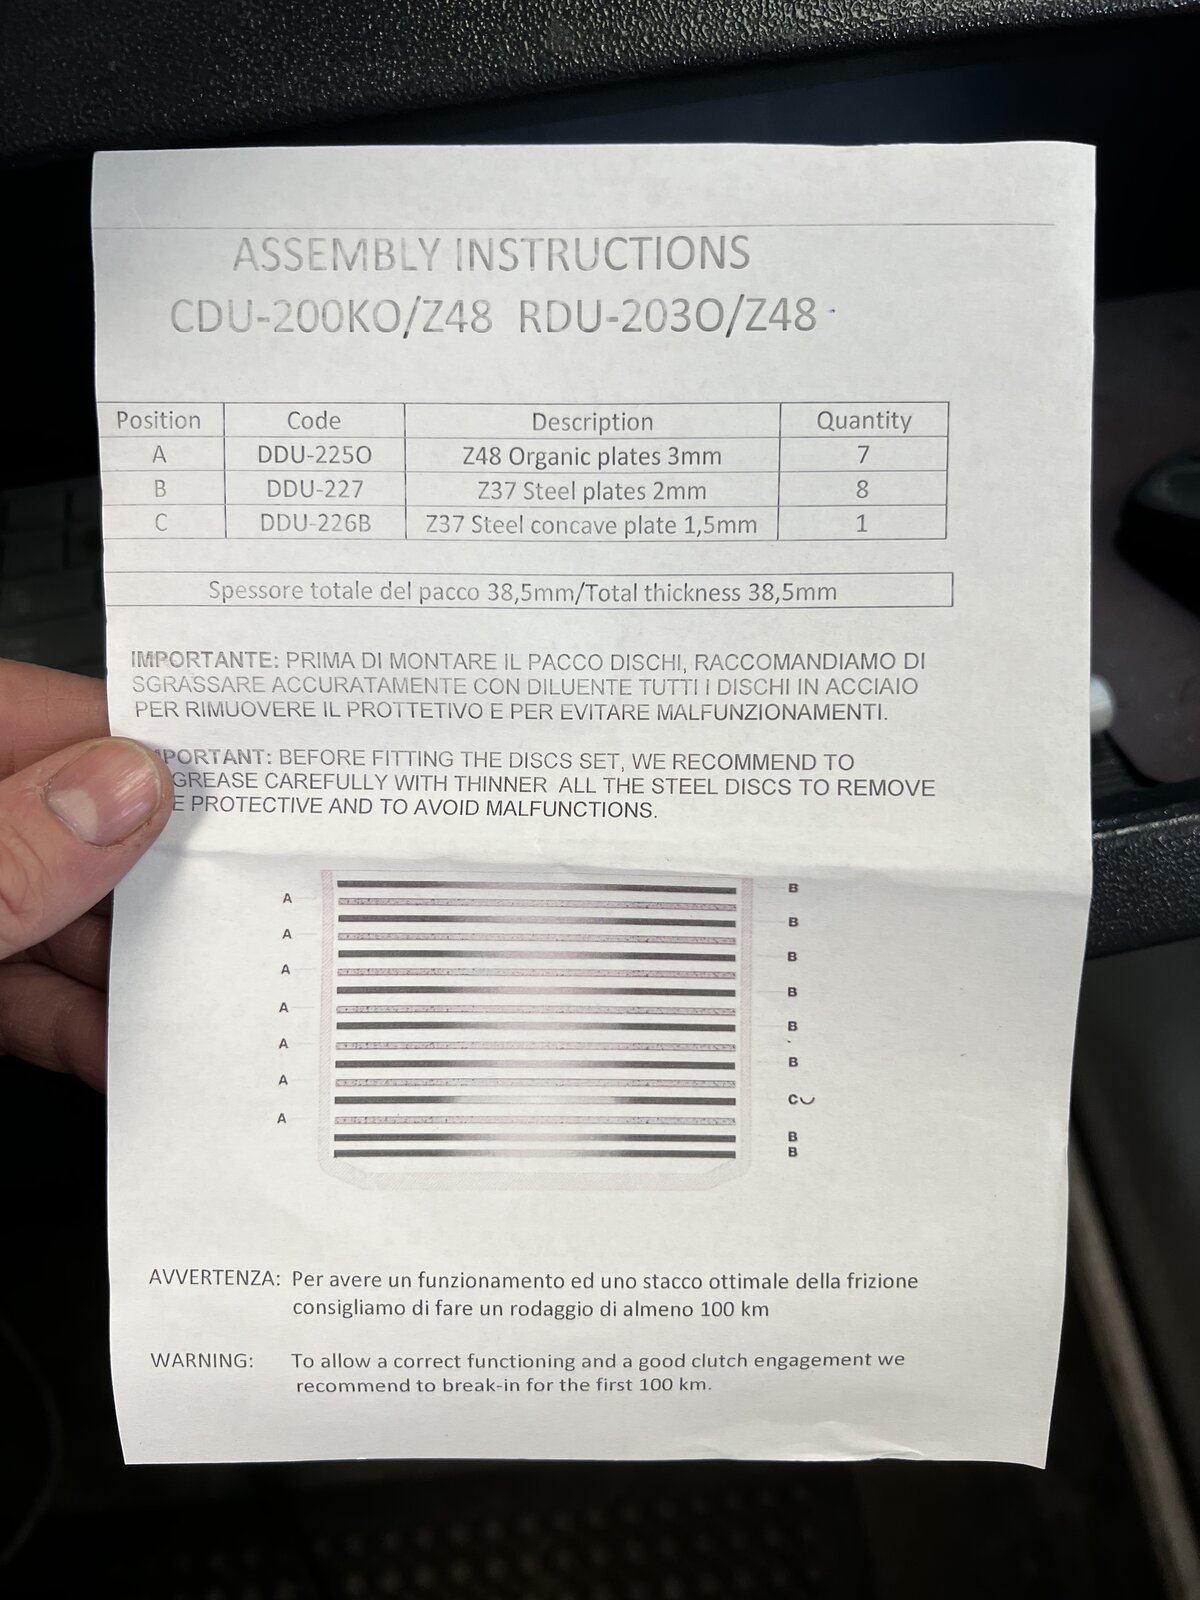 ASSEMBLY INSTRUCTIONS
CDU-200KO/Z48 RDU-203O/Z48
Position Code Description Quantity
A DDU-225O Z48 Organic plates 3mm 7
B DDU-227 Z37 Steel plates 2mm 8
C DDU-226B Z37 Steel concave plate 1,5mm 1
Spessore totale del pacco 38,5mm/Total thickness 38,5mm
IMPORTANTE: PRIMA DI MONTARE IL PACCO DISCHI, RACCOMANDIAMO DI
SGRASSARE ACCURATAMENTE CON DILUENTE TUTTI I DISCHI IN ACCIAIO
PER RIMUOVERE IL PROTTETIVO E PER EVITARE MALFUNZIONAMENTI.
PORTANT: BEFORE FITTING THE DISCS SET, WE RECOMMEND TO
GREASE CAREFULLY WITH THINNER ALL THE STEEL DISCS TO REMOVE
E PROTECTIVE AND TO AVOID MALFUNCTIONS.
B
A
B
A
B
A
B
A
B
A
B
A
C
A
B
B
AVVERTENZA: Per avere un funzionamento ed uno stacco ottimale della frizione
consigliamo di fare un rodaggio di almeno 100 km
WARNING: To allow a correct functioning and a good clutch engagement we
recommend to break-in for the first 100 km.